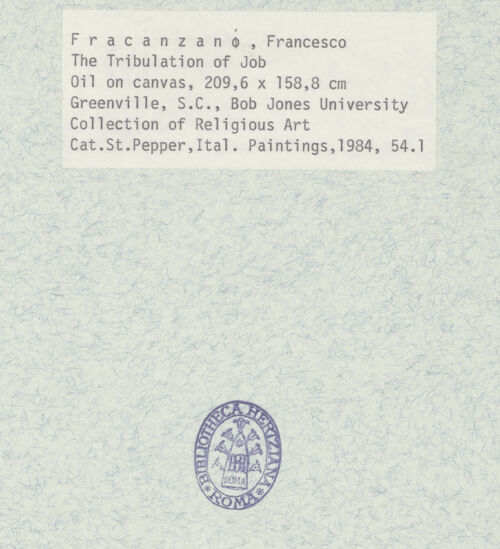 F r a c a n z a n ó , Francesco
The Tribulation of Job
Oil on canvas, 209,6 x 158,8 cm
Greenville, S.C., Bob Jones University
Collection of Religious Art
Cat.St.Pepper,Ital. Paintings,1984, 54.1
BIBLIOTHECA HERTZIANA
ROMA
* ROMA *